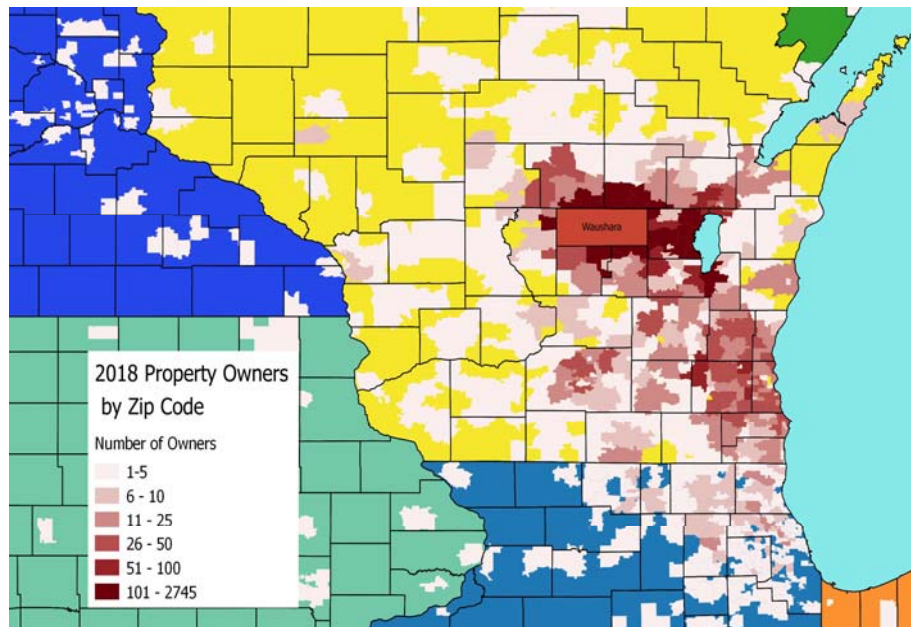 Waushara
2018 Property Owners
by Zip Code
Number of Owners
1-5
6 - 10
11 - 25
26 - 50
51 - 100
101 - 2745